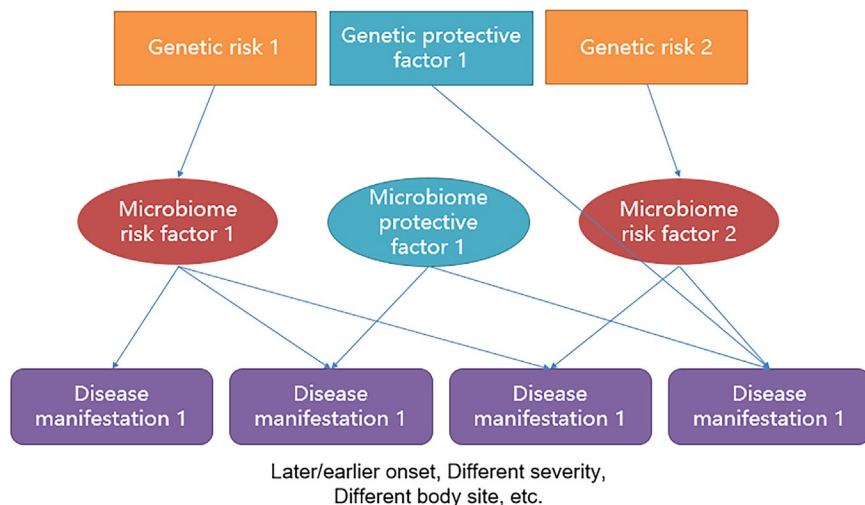 Genetic risk 1
Genetic protective
factor 1
Genetic risk 2
Microbiome
risk factor 1
Microbiome
protective
factor 1
Microbiome
risk factor 2
Disease
manifestation 1
Disease
manifestation 1
Disease
manifestation 1
Disease
manifestation 1
Later/earlier onset, Different severity,
Different body site, etc.